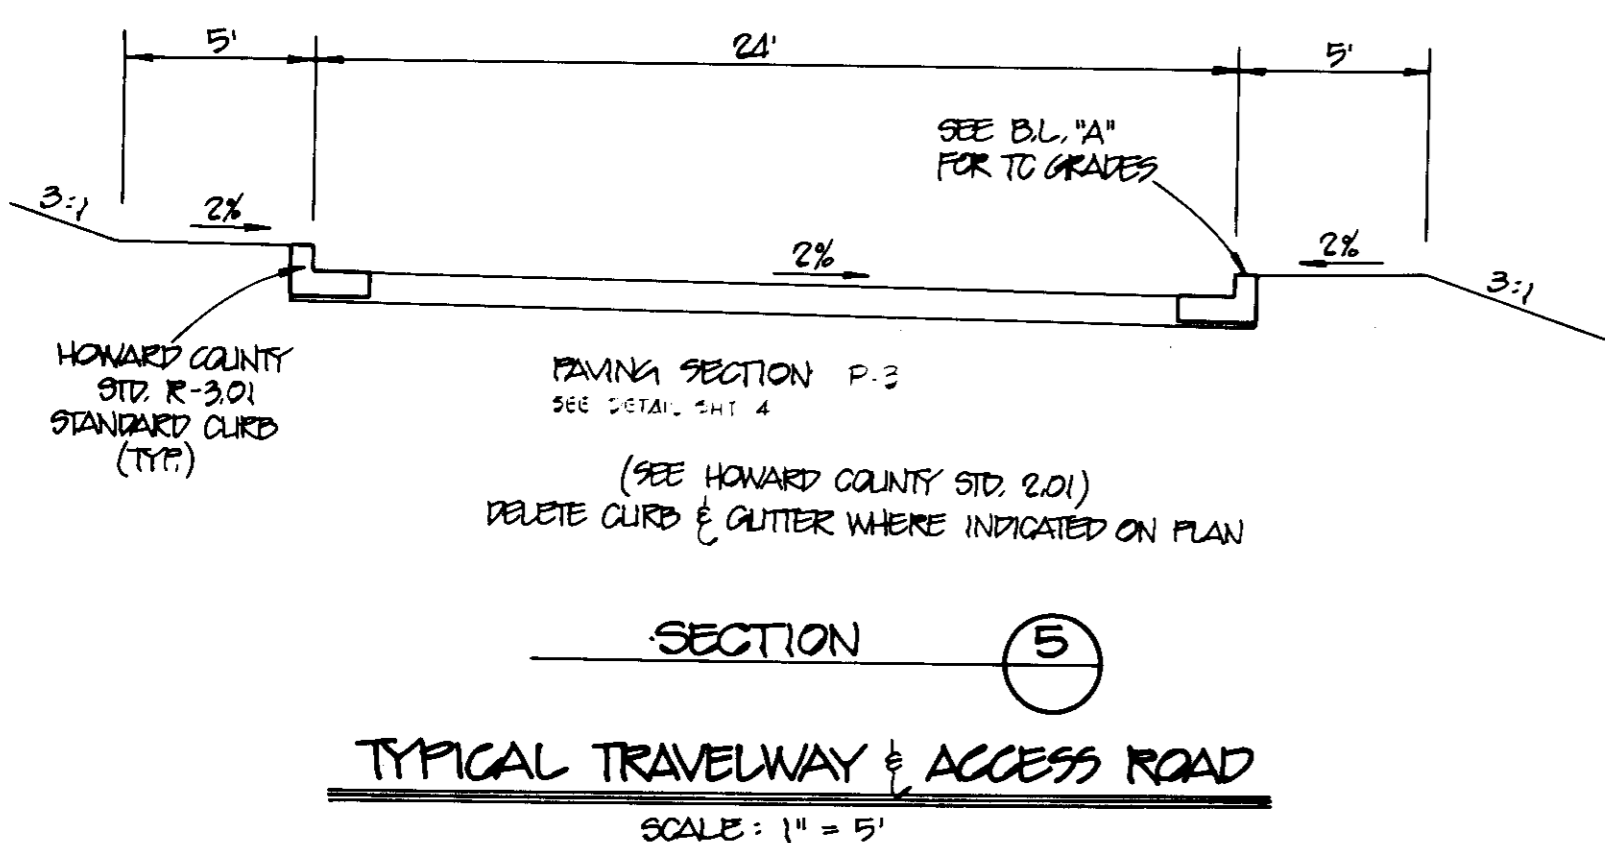 5'
24'
5'
SEE B.L. "A"
FOR TC GRADES
3:1
2%
2%
2%
3:1
HOWARD COUNTY
STD. R-3.01
STANDARD CURB
(TYP.)
PAVING SECTION P-3
SEE DETAIL SHT 4
(SEE HOWARD COUNTY STD. 2.01)
DELETE CURB & GUTTER WHERE INDICATED ON PLAN
SECTION 5
TYPICAL TRAVELWAY & ACCESS ROAD
SCALE: 1" = 5'